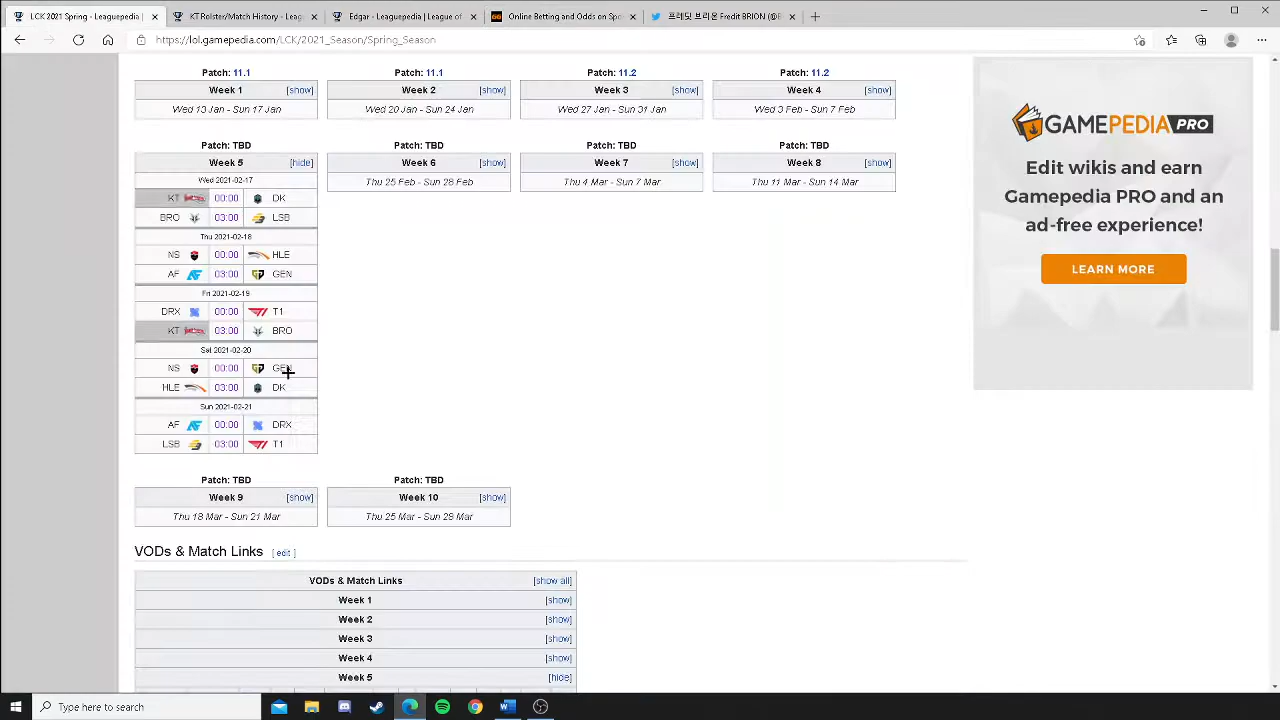 LCK 2021 Spring - Leaguepedia |
KT Rolster/Match History - Leag
Edgar - Leaguepedia | League of
Online Betting and Odds on Spo
프레딧 브리온 Fredit BRION (@B
https://lol.gamepedia.com/LCK/2021_Season/Spring_Season
Patch: 11.1
Patch: 11.1
Patch: 11.2
Patch: 11.2
Week 1 [show]
Week 2 [show]
Week 3 [show]
Week 4 [show]
Wed 13 Jan - Sun 17 Jan
Wed 20 Jan - Sun 24 Jan
Wed 27 Jan - Sun 31 Jan
Wed 3 Feb - Sun 7 Feb
Patch: TBD
Patch: TBD
Patch: TBD
Patch: TBD
Week 5 [hide]
Week 6 [show]
Week 7 [show]
Week 8 [show]
Thu 25 Feb - Sun 28 Feb
Thu 4 Mar - Sun 7 Mar
Thu 11 Mar - Sun 14 Mar
Wed 2021-02-17
KT 00:00 DK
BRO 03:00 LSB
Thu 2021-02-18
NS 00:00 HLE
AF 03:00 GEN
Fri 2021-02-19
DRX 00:00 T1
KT 03:00 BRO
Sat 2021-02-20
NS 00:00 GEN
HLE 03:00 DK
Sun 2021-02-21
AF 00:00 DRX
LSB 03:00 T1
Patch: TBD
Patch: TBD
Week 9 [show]
Week 10 [show]
Thu 18 Mar - Sun 21 Mar
Thu 25 Mar - Sun 28 Mar
VODs & Match Links [ edit ]
VODs & Match Links [show all]
Week 1 [show]
Week 2 [show]
Week 3 [show]
Week 4 [show]
Week 5 [hide]
GAMEPEDIA PRO
Edit wikis and earn
Gamepedia PRO and an
ad-free experience!
LEARN MORE
Type here to search